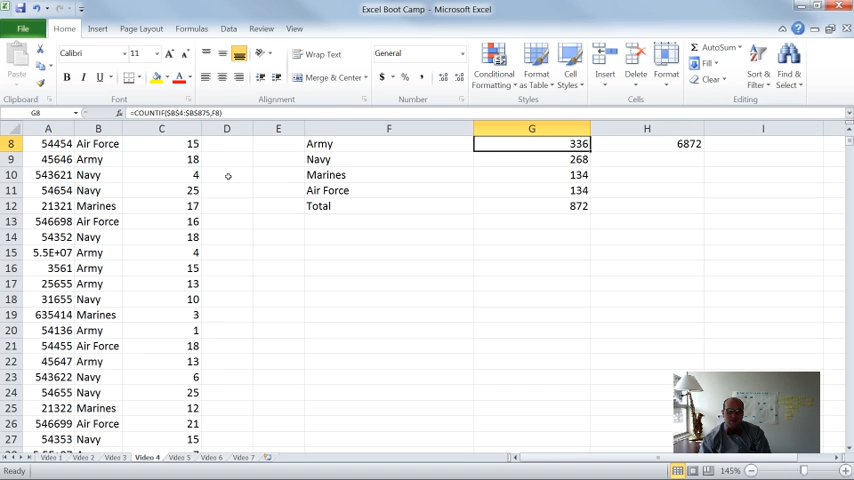 Excel Boot Camp - Microsoft Excel
File Home Insert Page Layout Formulas Data Review View
Paste Calibri 11 Wrap Text General Conditional Formatting Format as Table Cell Styles Insert Delete Format AutoSum Fill Clear Sort & Filter Find & Select
B I U Merge & Center $ % ,
Clipboard Font Alignment Number Styles Cells Editing
G8 fx =COUNTIF($B$4:$B$875,F8)
A B C D E F G H I
8 54454 Air Force 15 Army 336 6872
9 45646 Army 18 Navy 268
10 543621 Navy 4 Marines 134
11 54654 Navy 25 Air Force 134
12 21321 Marines 17 Total 872
13 546698 Air Force 16
14 54352 Navy 18
15 5.5E+07 Army 4
16 3561 Army 15
17 25655 Army 13
18 31655 Navy 10
19 635414 Marines 3
20 54136 Army 1
21 54455 Air Force 18
22 45647 Army 13
23 543622 Navy 6
24 54655 Navy 25
25 21322 Marines 12
26 546699 Air Force 21
27 54353 Navy 15
Video 1 Video 2 Video 3 Video 4 Video 5 Video 6 Video 7
Ready 145%